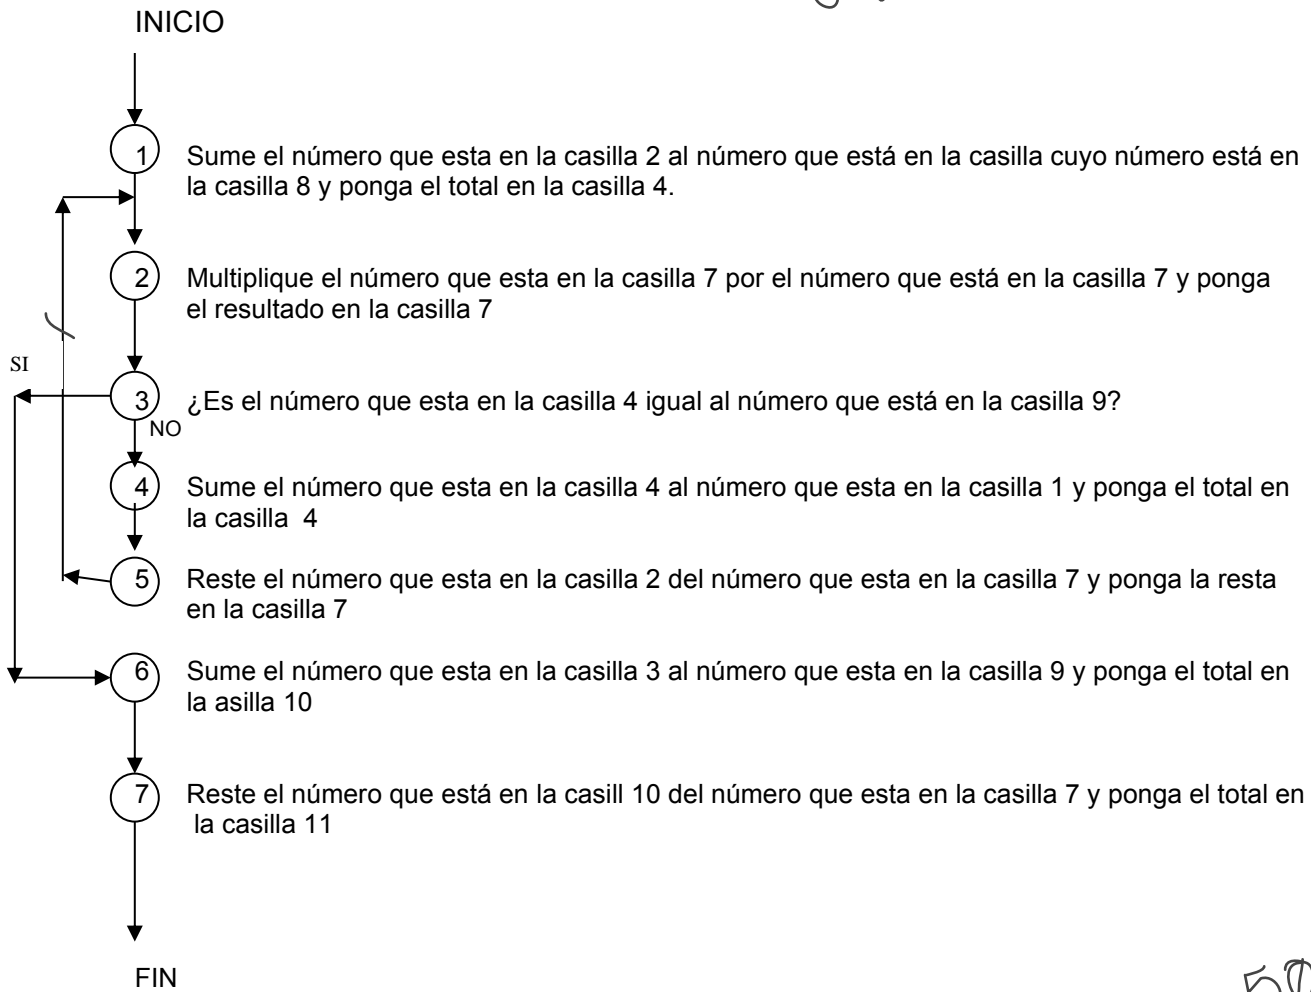 INICIO
1 Sume el número que esta en la casilla 2 al número que está en la casilla cuyo número está en
la casilla 8 y ponga el total en la casilla 4.
2 Multiplique el número que esta en la casilla 7 por el número que está en la casilla 7 y ponga
el resultado en la casilla 7
SI
3 ¿Es el número que esta en la casilla 4 igual al número que está en la casilla 9?
NO
4 Sume el número que esta en la casilla 4 al número que esta en la casilla 1 y ponga el total en
la casilla 4
5 Reste el número que esta en la casilla 2 del número que esta en la casilla 7 y ponga la resta
en la casilla 7
6 Sume el número que esta en la casilla 3 al número que esta en la casilla 9 y ponga el total en
la asilla 10
7 Reste el número que está en la casill 10 del número que esta en la casilla 7 y ponga el total en
la casilla 11
FIN